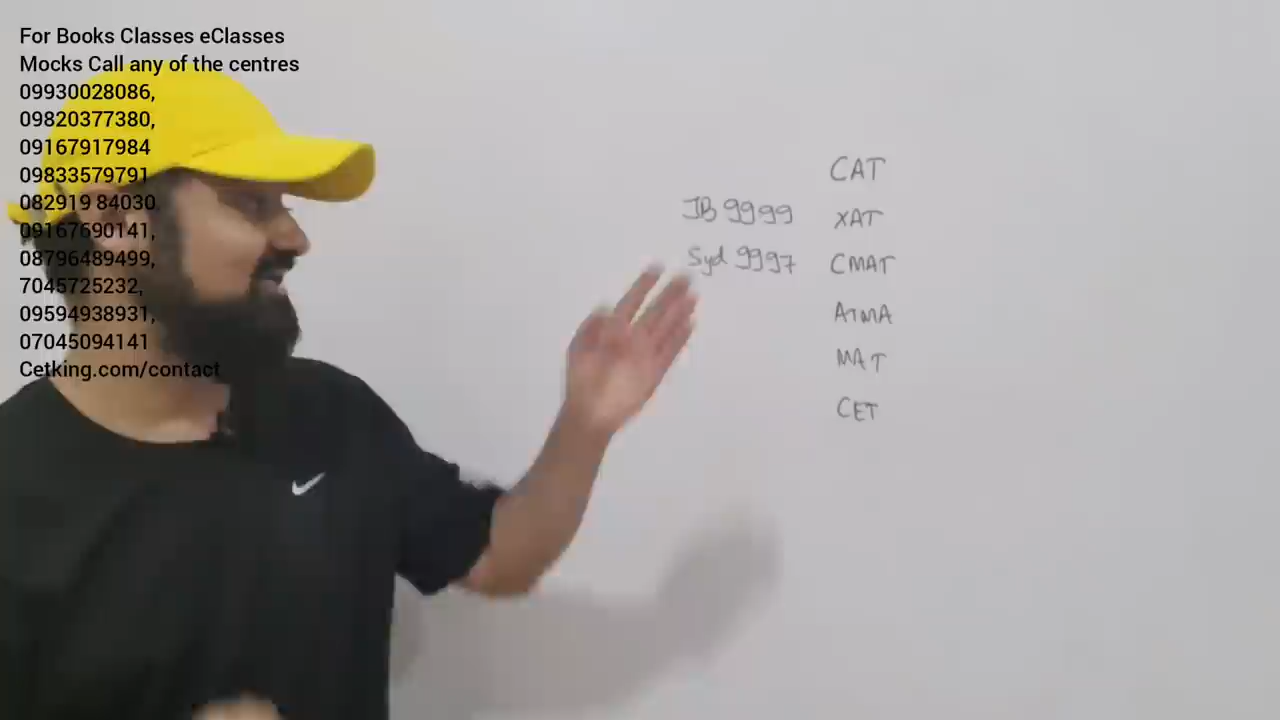 For Books Classes eClasses
Mocks Call any of the centres
09930028086,
09820377380,
09167917984
09833579791
082919 84030,
09167690141,
08796489499,
7045725232,
09594938931,
07045094141
Cetking.com/contact
CAT
JB 9999 XAT
Syd 9997 CMAT
ATMA
MAT
CET